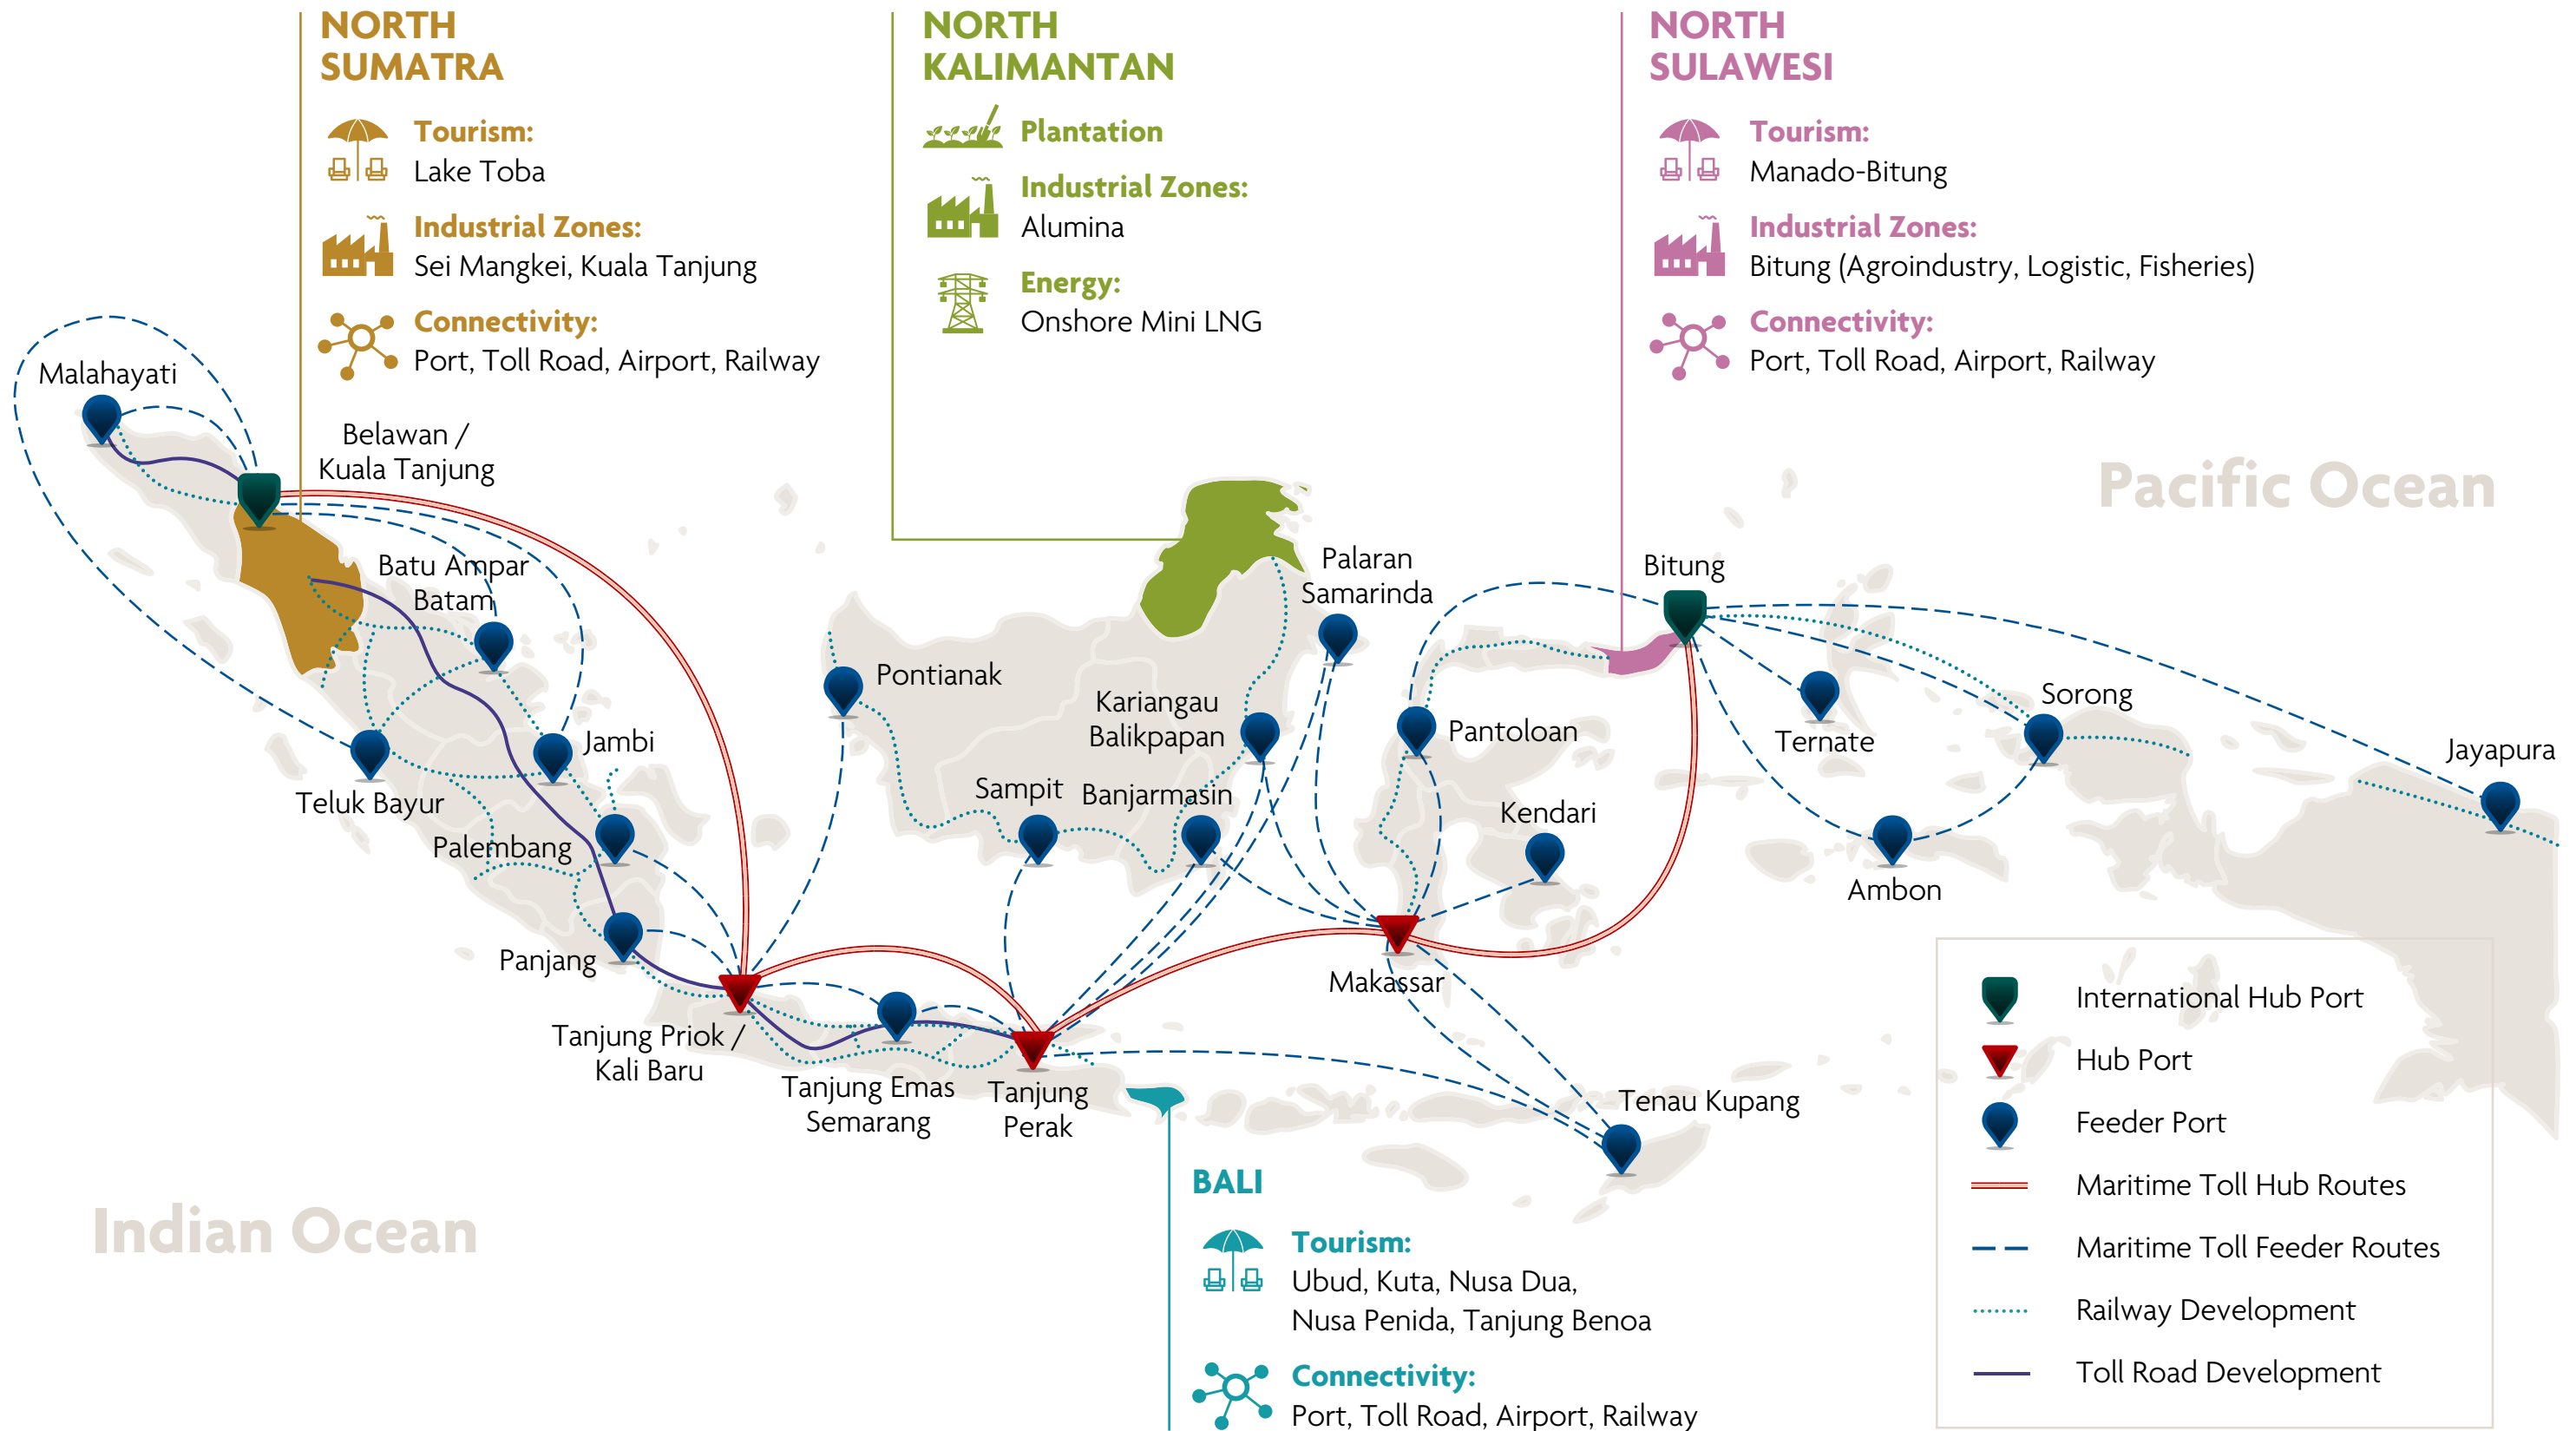 NORTH
SUMATRA
Tourism:
Lake Toba
Industrial Zones:
Sei Mangkei, Kuala Tanjung
Connectivity:
Port, Toll Road, Airport, Railway
NORTH
KALIMANTAN
Plantation
Industrial Zones:
Alumina
Energy:
Onshore Mini LNG
NORTH
SULAWESI
Tourism:
Manado-Bitung
Industrial Zones:
Bitung (Agroindustry, Logistic, Fisheries)
Connectivity:
Port, Toll Road, Airport, Railway
Malahayati
Belawan /
Kuala Tanjung
Pacific Ocean
Batu Ampar
Batam
Palaran
Samarinda
Bitung
Pontianak
Kariangau
Balikpapan
Pantoloan
Sorong
Ternate
Jambi
Jayapura
Teluk Bayur
Sampit
Banjarmasin
Kendari
Palembang
Ambon
Panjang
Makassar
Tanjung Priok /
Kali Baru
Tanjung Emas
Semarang
Tanjung
Perak
Tenau Kupang
Indian Ocean
BALI
Tourism:
Ubud, Kuta, Nusa Dua,
Nusa Penida, Tanjung Benoa
Connectivity:
Port, Toll Road, Airport, Railway
International Hub Port
Hub Port
Feeder Port
Maritime Toll Hub Routes
Maritime Toll Feeder Routes
Railway Development
Toll Road Development